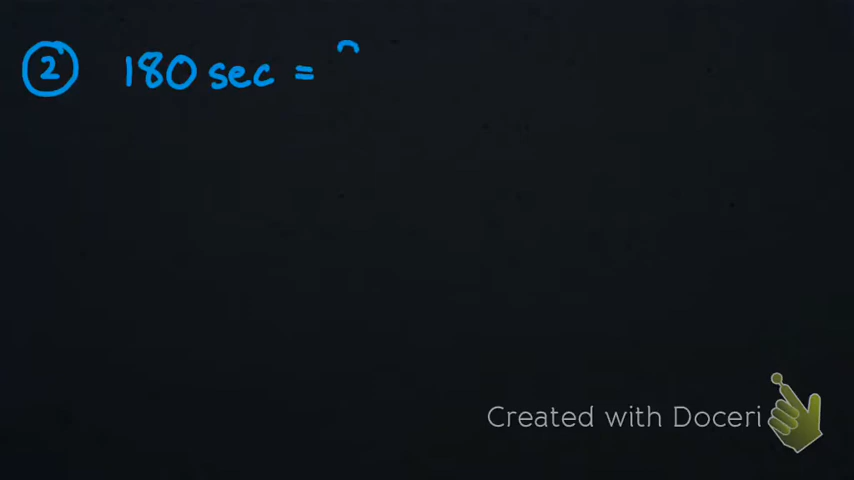 ② 180 sec =
Created with Doceri